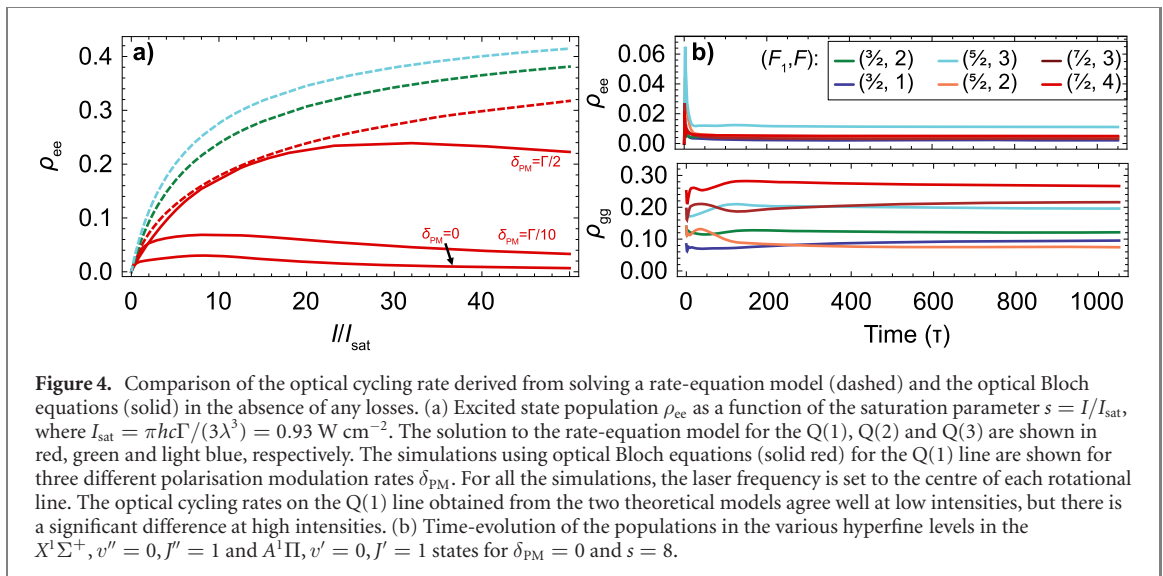 a)
0.4
0.3
0.2
0.1
0.0
ρee
δPM=Γ/2
δPM=0
δPM=Γ/10
0 10 20 30 40
I/Isat
b)
(F1,F): (3⁄2, 2) (5⁄2, 3) (7⁄2, 3)
(3⁄2, 1) (5⁄2, 2) (7⁄2, 4)
0.06
0.04
0.02
0.00
ρee
0.30
0.20
0.10
0.00
ρgg
0 200 400 600 800 1000
Time (τ)
Figure 4. Comparison of the optical cycling rate derived from solving a rate-equation model (dashed) and the optical Bloch
equations (solid) in the absence of any losses. (a) Excited state population ρee as a function of the saturation parameter s = I/Isat,
where Isat = πhcΓ/(3λ³) = 0.93 W cm⁻². The solution to the rate-equation model for the Q(1), Q(2) and Q(3) are shown in
red, green and light blue, respectively. The simulations using optical Bloch equations (solid red) for the Q(1) line are shown for
three different polarisation modulation rates δPM. For all the simulations, the laser frequency is set to the centre of each rotational
line. The optical cycling rates on the Q(1) line obtained from the two theoretical models agree well at low intensities, but there is
a significant difference at high intensities. (b) Time-evolution of the populations in the various hyperfine levels in the
X¹Σ⁺, v″ = 0, J″ = 1 and A¹Π, v′ = 0, J′ = 1 states for δPM = 0 and s = 8.